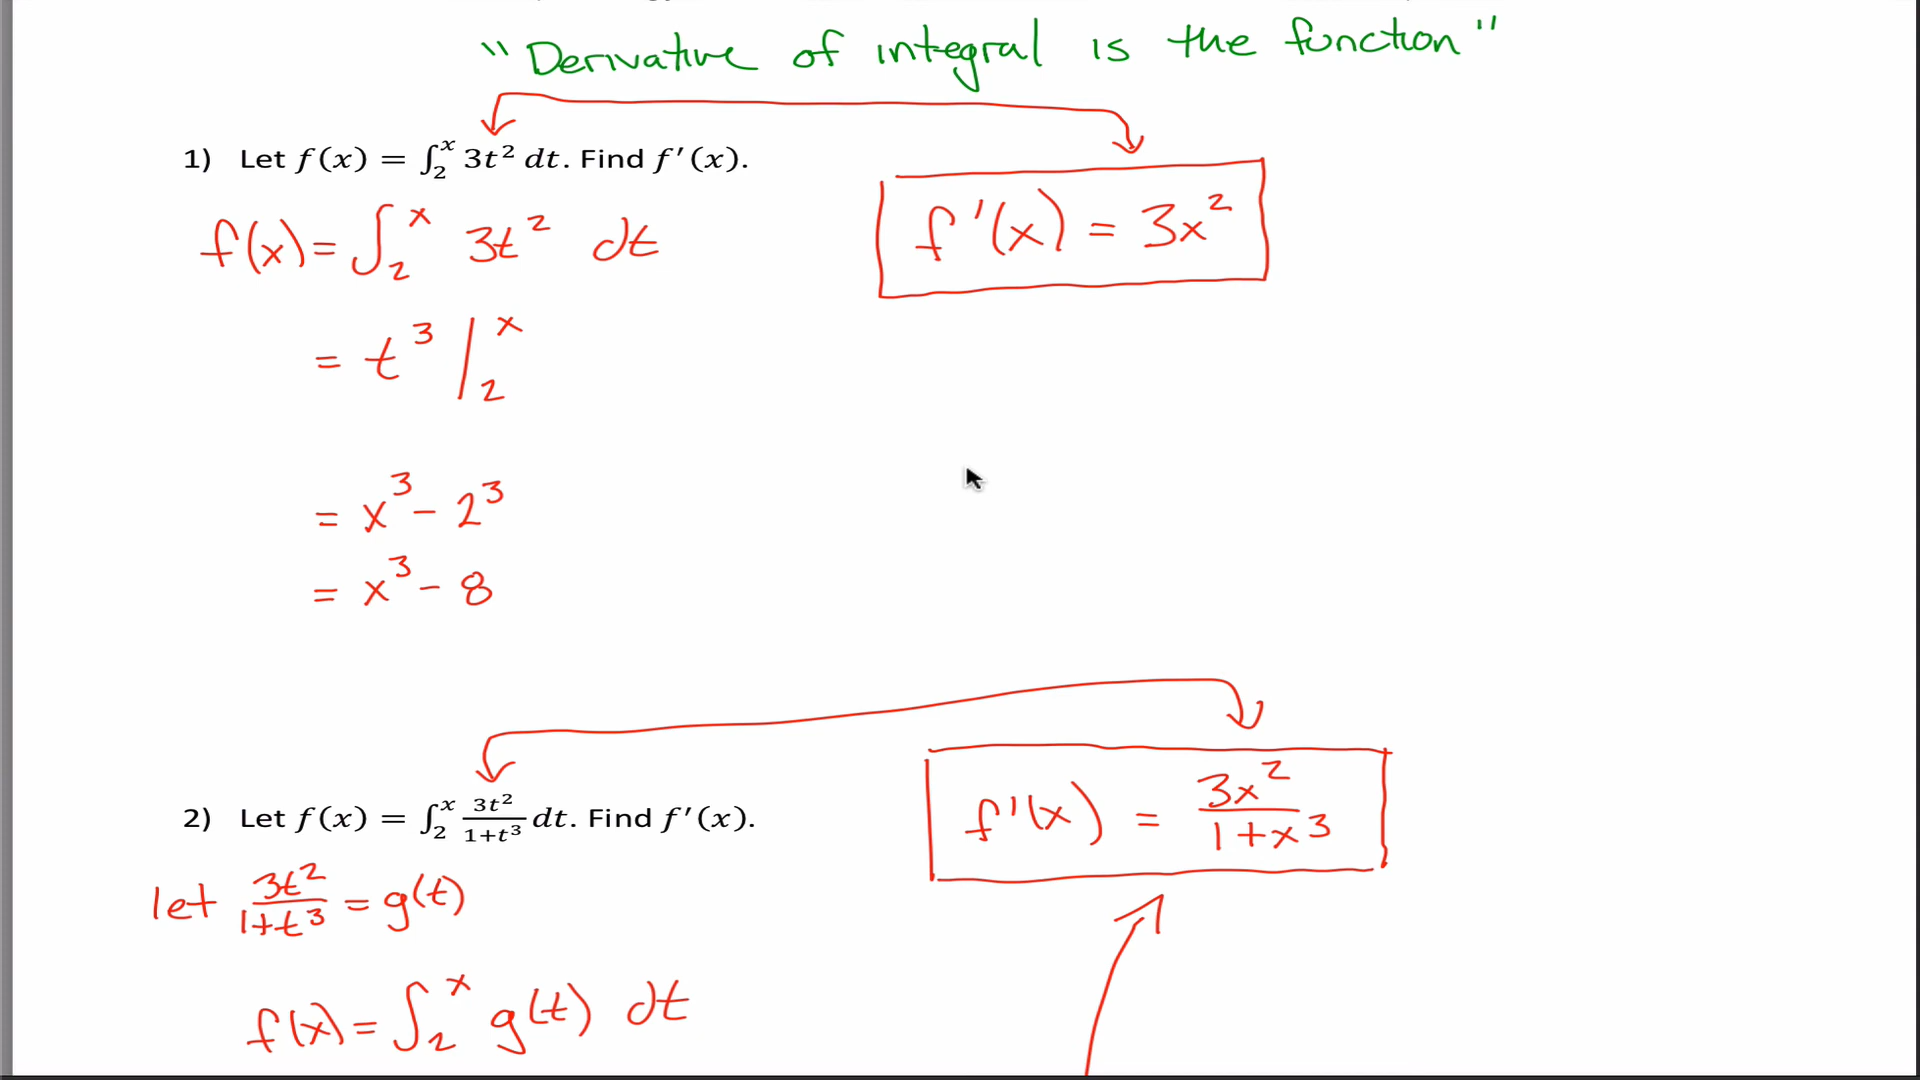 "Derivative of integral is the function"
1) Let f(x) = ∫₂ˣ 3t² dt. Find f′(x).
f(x) = ∫₂ˣ 3t² dt
f'(x) = 3x²
= t³ |₂ˣ
= x³ - 2³
= x³ - 8
2) Let f(x) = ∫₂ˣ 3t²/1+t³ dt. Find f′(x).
f'(x) = 3x²/1+x³
let 3t²/1+t³ = g(t)
f(x) = ∫₂ˣ g(t) dt